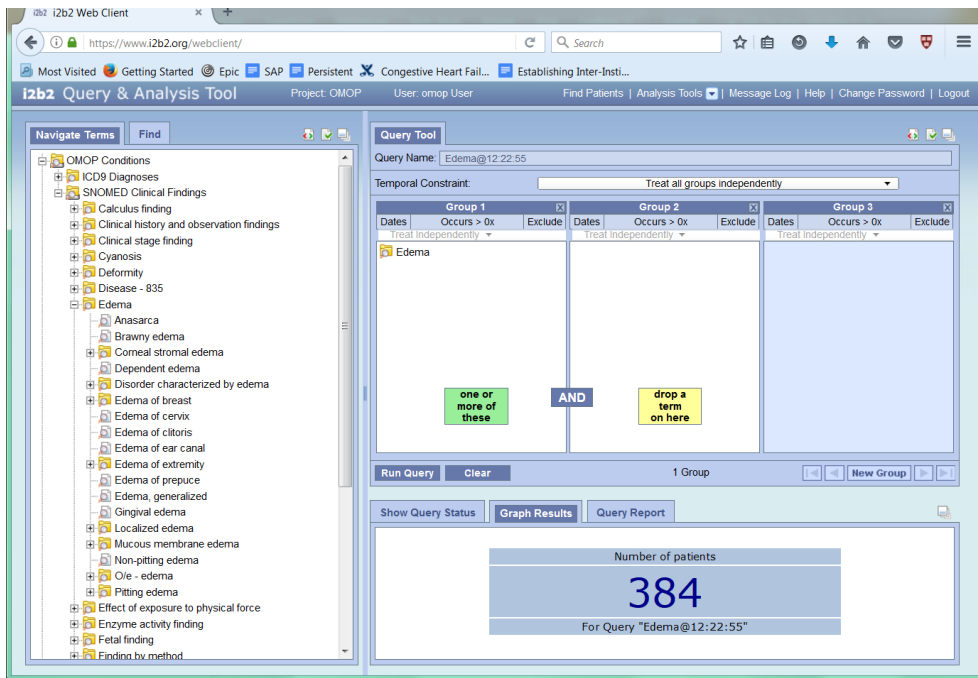 i2b2 i2b2 Web Client × +
https://www.i2b2.org/webclient/ Search
Most Visited Getting Started Epic SAP Persistent Congestive Heart Fail... Establishing Inter-Insti...
i2b2 Query & Analysis Tool Project: OMOP User: omop User Find Patients | Analysis Tools | Message Log | Help | Change Password | Logout
Navigate Terms Find
OMOP Conditions
ICD9 Diagnoses
SNOMED Clinical Findings
Calculus finding
Clinical history and observation findings
Clinical stage finding
Cyanosis
Deformity
Disease - 835
Edema
Anasarca
Brawny edema
Corneal stromal edema
Dependent edema
Disorder characterized by edema
Edema of breast
Edema of cervix
Edema of clitoris
Edema of ear canal
Edema of extremity
Edema of prepuce
Edema, generalized
Gingival edema
Localized edema
Mucous membrane edema
Non-pitting edema
O/e - edema
Pitting edema
Effect of exposure to physical force
Enzyme activity finding
Fetal finding
Finding by method
Query Tool
Query Name: Edema@12:22:55
Temporal Constraint: Treat all groups independently
Group 1 X Group 2 X Group 3 X
Dates Occurs > 0x Exclude Dates Occurs > 0x Exclude Dates Occurs > 0x Exclude
Treat Independently Treat Independently Treat Independently
Edema
one or
more of
these
AND
drop a
term
on here
Run Query Clear 1 Group New Group
Show Query Status Graph Results Query Report
Number of patients
384
For Query "Edema@12:22:55"